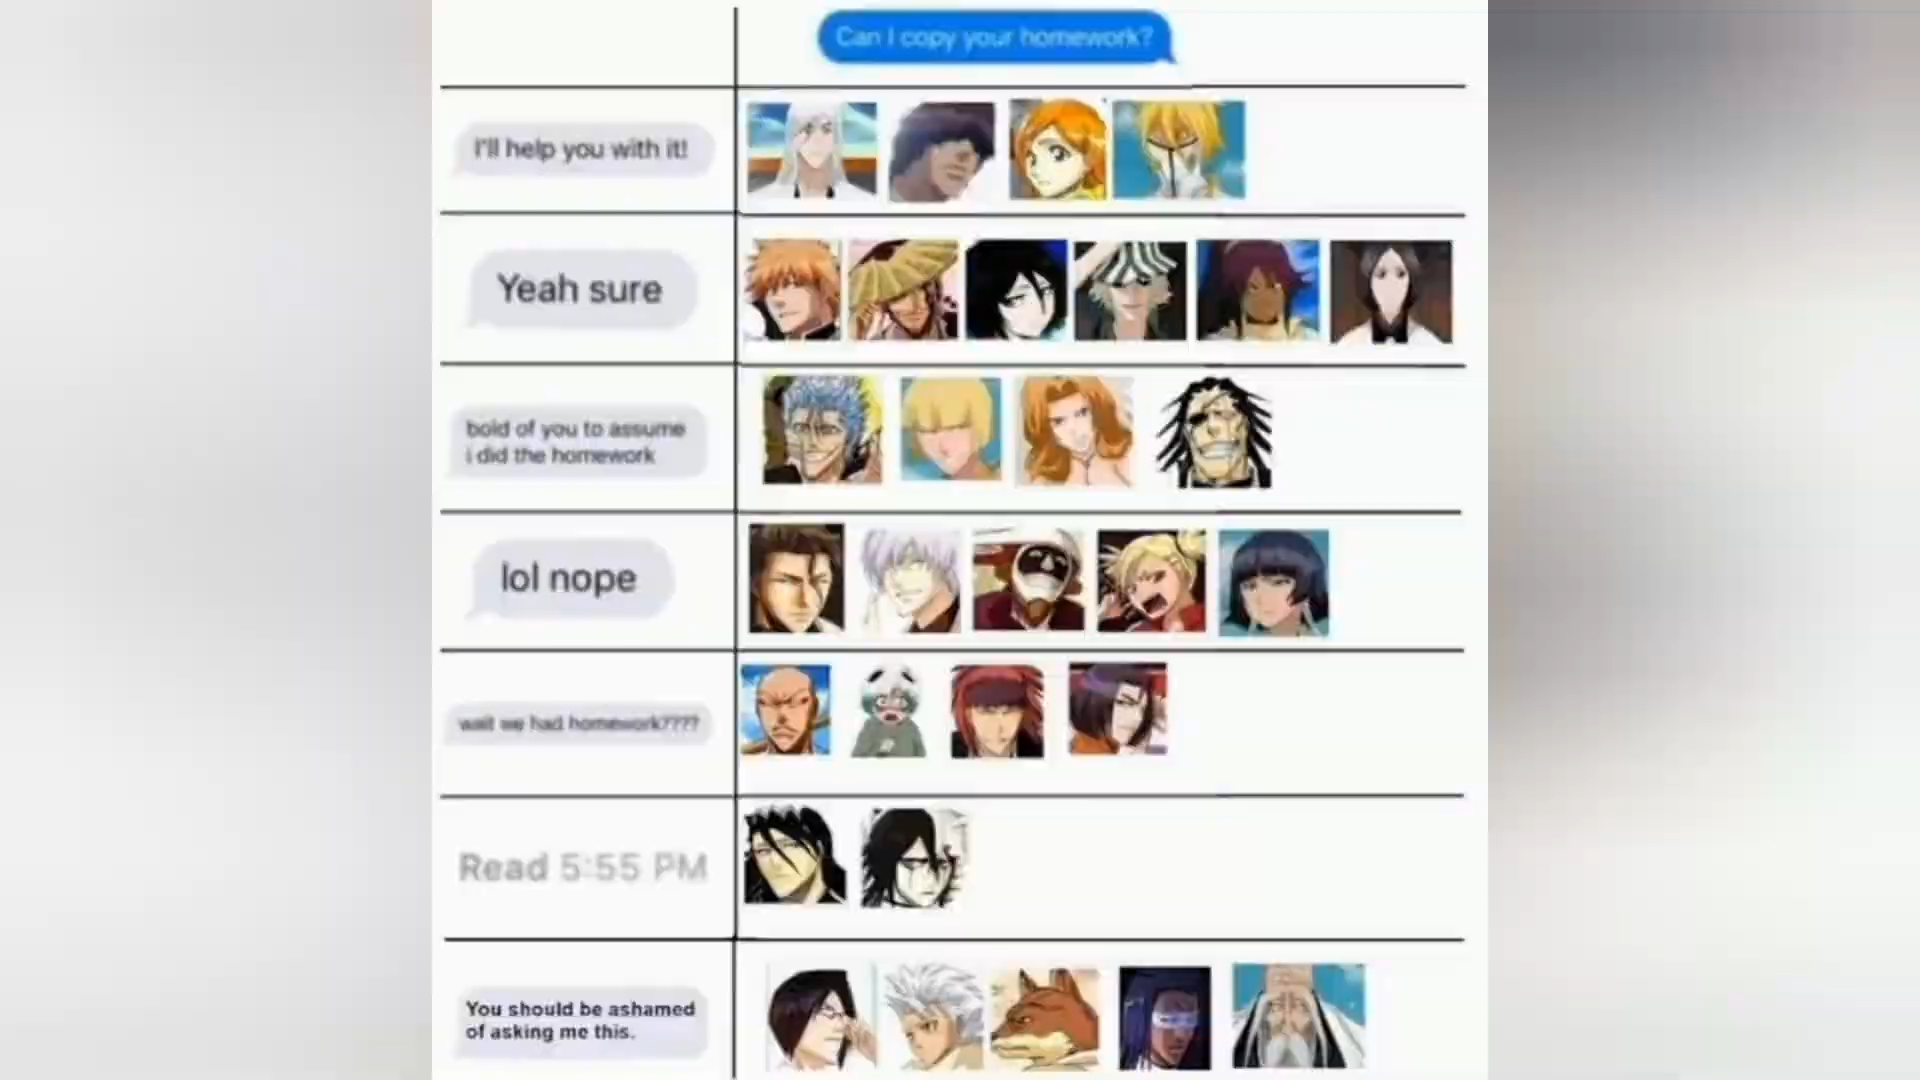 Can I copy your homework?
I'll help you with it!
Yeah sure
bold of you to assume
i did the homework
lol nope
wait we had homework????
Read 5:55 PM
You should be ashamed
of asking me this.